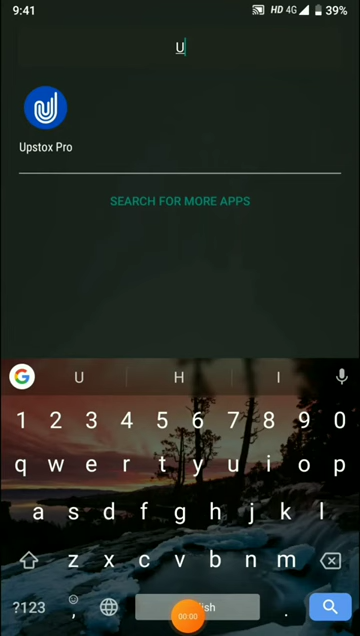 9:41 HD 4G 39%
U
Upstox Pro
SEARCH FOR MORE APPS
G U H I
1 2 3 4 5 6 7 8 9 0
q w e r t y u i o p
a s d f g h j k l
z x c v b n m
?123 , 00:00 ish .